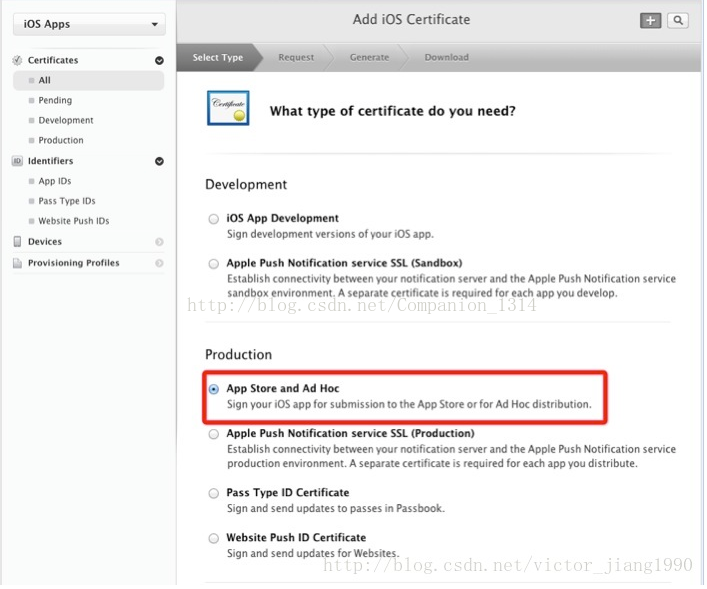 iOS Apps
Add iOS Certificate
Select Type
Request
Generate
Download
Certificates
All
Pending
Development
Production
ID Identifiers
App IDs
Pass Type IDs
Website Push IDs
Devices
Provisioning Profiles
Certificate
What type of certificate do you need?
Development
iOS App Development
Sign development versions of your iOS app.
Apple Push Notification service SSL (Sandbox)
Establish connectivity between your notification server and the Apple Push Notification service
sandbox environment. A separate certificate is required for each app you develop.
http://blog.csdn.net/Companion_1314
Production
App Store and Ad Hoc
Sign your iOS app for submission to the App Store or for Ad Hoc distribution.
Apple Push Notification service SSL (Production)
Establish connectivity between your notification server and the Apple Push Notification service
production environment. A separate certificate is required for each app you distribute.
Pass Type ID Certificate
Sign and send updates to passes in Passbook.
Website Push ID Certificate
Sign and send updates for Websites.
http://blog.csdn.net/victor_jiang1990